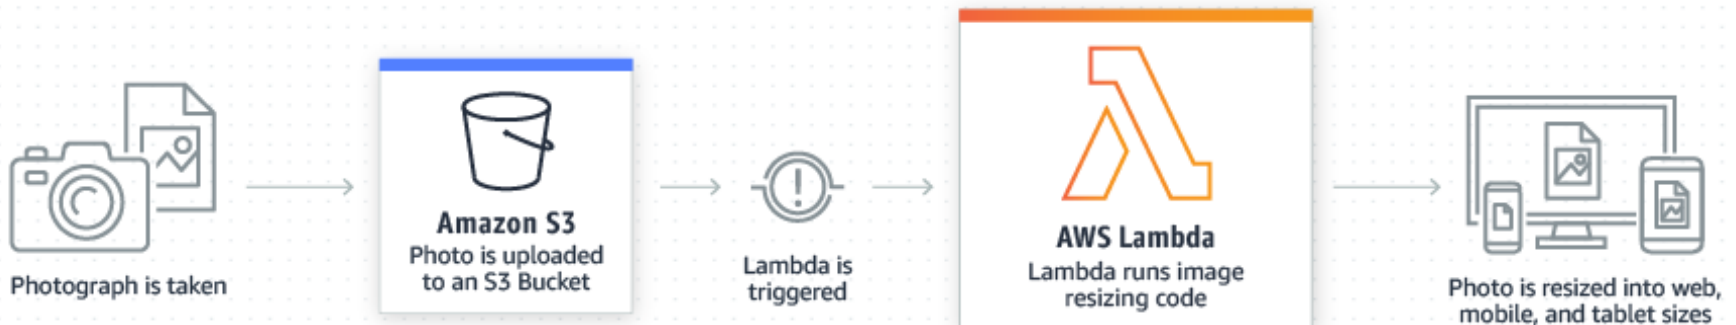 Photograph is taken
Amazon S3
Photo is uploaded
to an S3 Bucket
Lambda is
triggered
AWS Lambda
Lambda runs image
resizing code
Photo is resized into web,
mobile, and tablet sizes